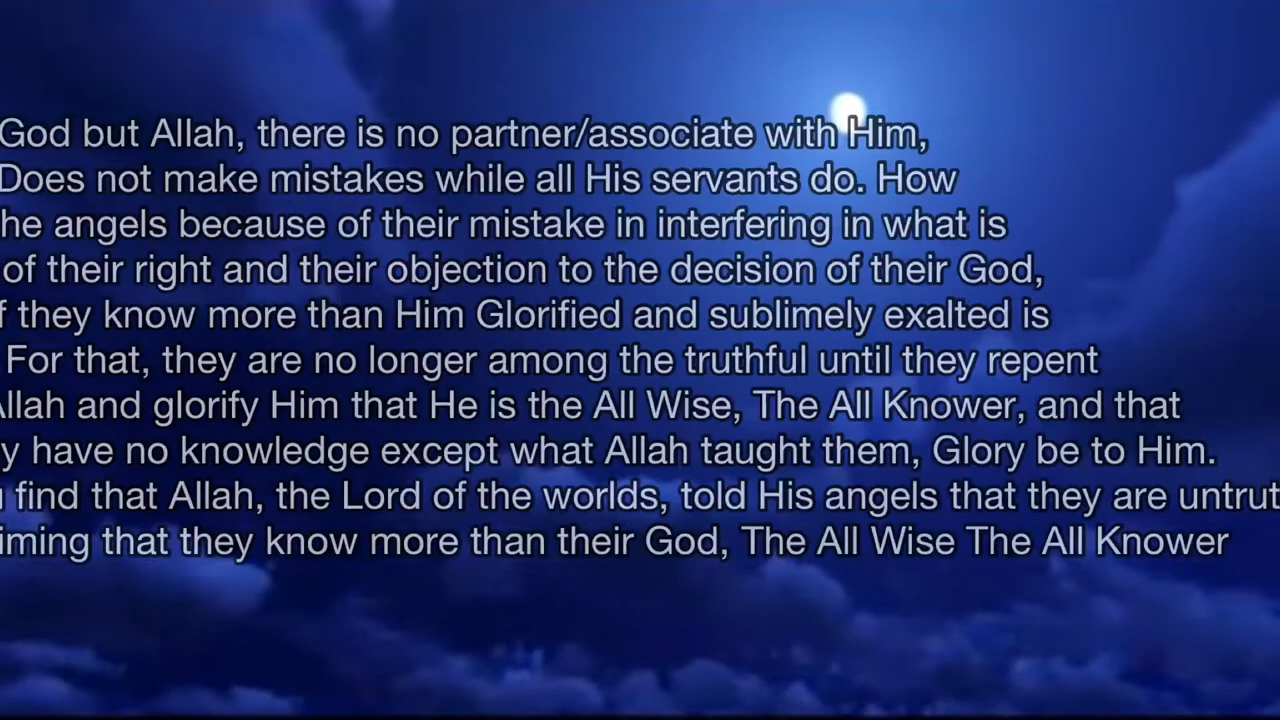 God but Allah, there is no partner/associate with Him,
Does not make mistakes while all His servants do. How
he angels because of their mistake in interfering in what is
of their right and their objection to the decision of their God,
f they know more than Him Glorified and sublimely exalted is
For that, they are no longer among the truthful until they repent
Allah and glorify Him that He is the All Wise, The All Knower, and that
y have no knowledge except what Allah taught them, Glory be to Him.
find that Allah, the Lord of the worlds, told His angels that they are untrut
iming that they know more than their God, The All Wise The All Knower